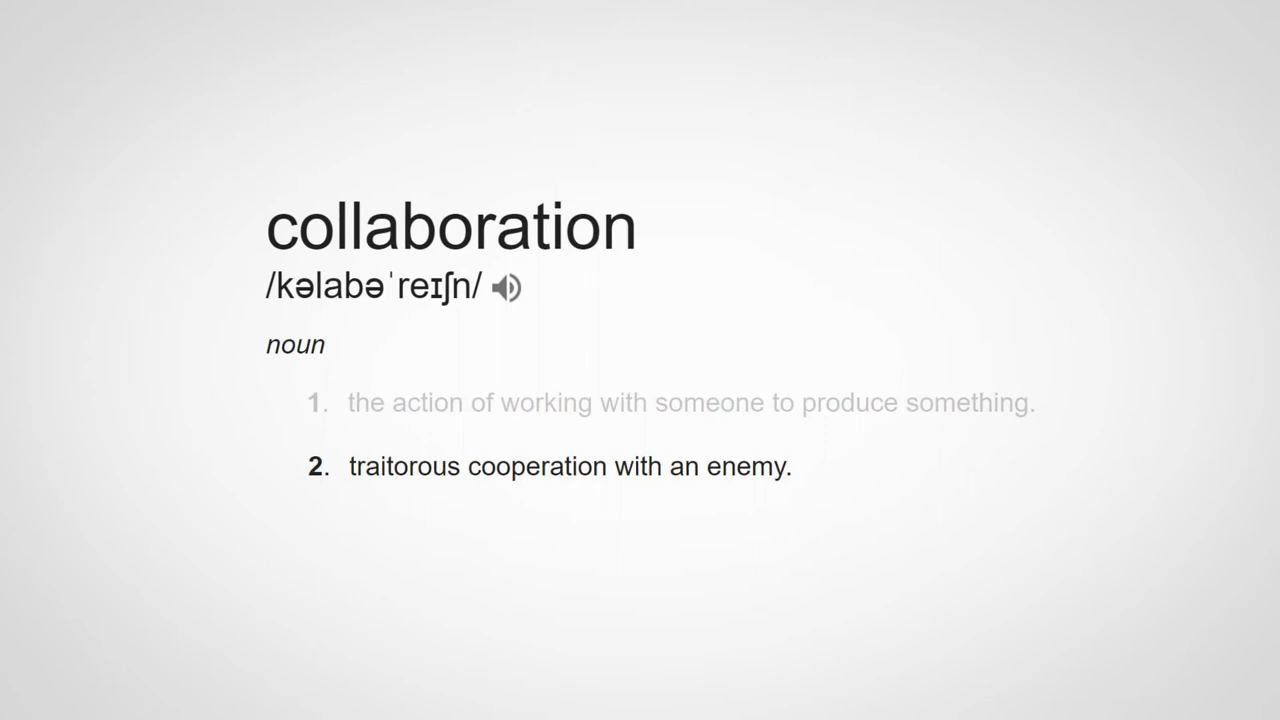 collaboration
/kəlabəˈreɪʃn/
noun
1. the action of working with someone to produce something.
2. traitorous cooperation with an enemy.